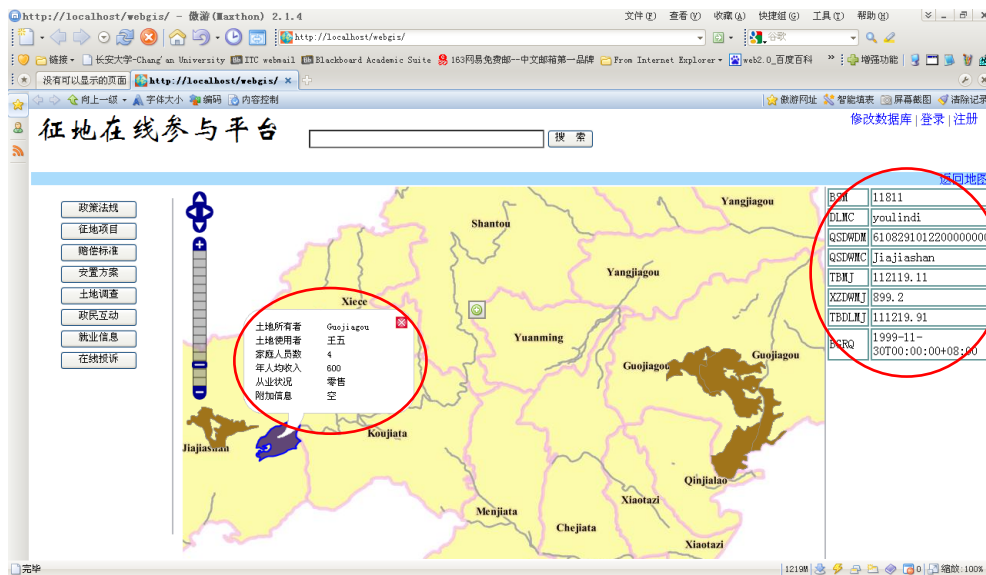 http://localhost/webgis/ - 傲游(Maxthon) 2.1.4
文件(F) 查看(V) 收藏(A) 快捷组(G) 工具(T) 帮助(H)
http://localhost/webgis/
谷歌
链接 长安大学-Chang'an University ITC webmail Blackboard Academic Suite 163网易免费邮--中文邮箱第一品牌 From Internet Explorer web2.0_百度百科 » 增强功能
没有可以显示的页面 http://localhost/webgis/
向上一级 字体大小 编码 内容控制 傲游网址 智能填表 屏幕截图 清除记录
修改数据库 | 登录 | 注册
征地在线参与平台
搜 索
返回地图
政策法规
征地项目
赔偿标准
安置方案
土地调查
政民互动
就业信息
在线投诉
Yangjiagou
Shantou
Yangjiagou
Xiece
Yuanming
Guojiagou
Guojiagou
Jiajiashan
Koujiata
Qinjialao
Xiaotazi
Menjiata
Chejiata
Xiaotazi
土地所有者 Guojiagou
土地使用者 王五
家庭人员数 4
年人均收入 600
从业状况 零售
附加信息 空
BSM 11811
DLMC youlindi
QSDWDM 6108291012200000000
QSDWMC Jiajiashan
TBMJ 112119.11
XZDWMJ 899.2
TBDLMJ 111219.91
BGRQ 1999-11-
30T00:00:00+08:00
完毕
1219M 0 缩放:100%